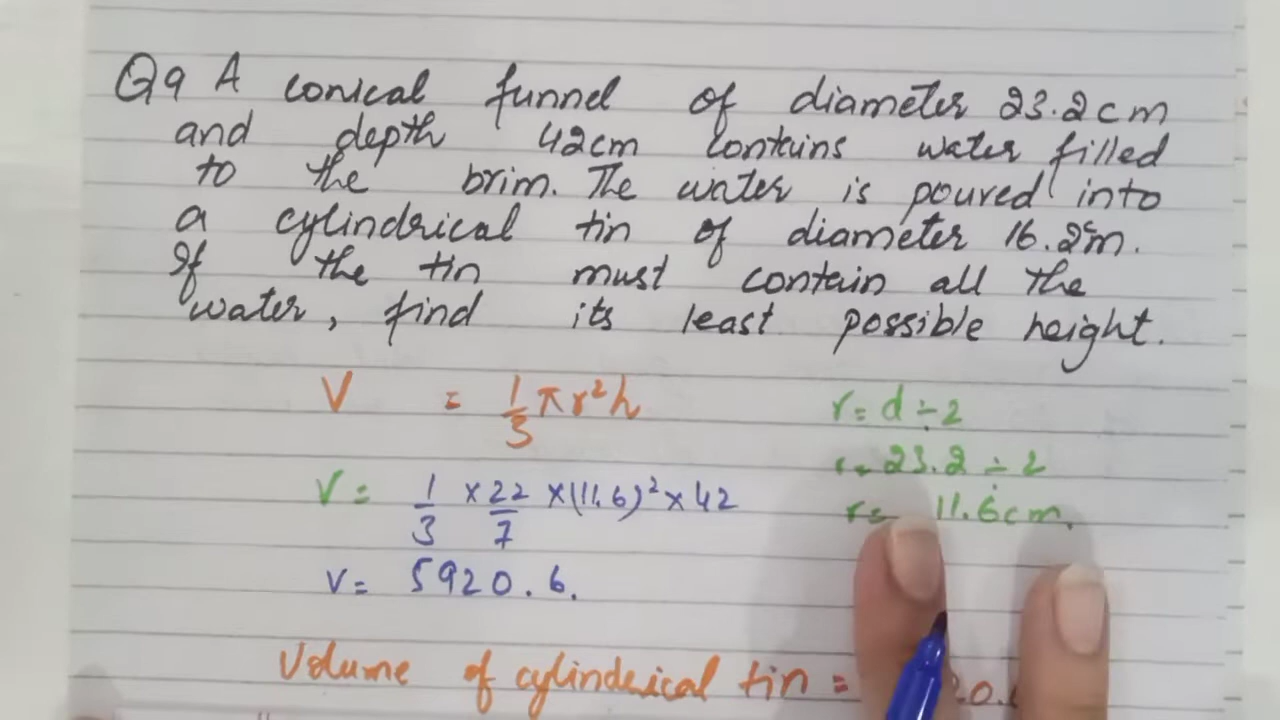 Q9 A conical funnel of diameter 23.2cm
and depth 42cm contains water filled
to the brim. The water is poured into
a cylindrical tin of diameter 16.2cm.
If the tin must contain all the
water, find its least possible height.
V = 1/3 πr²h
r = d ÷ 2
r = 23.2 ÷ 2
V = 1/3 × 22/7 × (11.6)² × 42
r = 11.6cm.
V = 5920.6.
Volume of cylindrical tin =